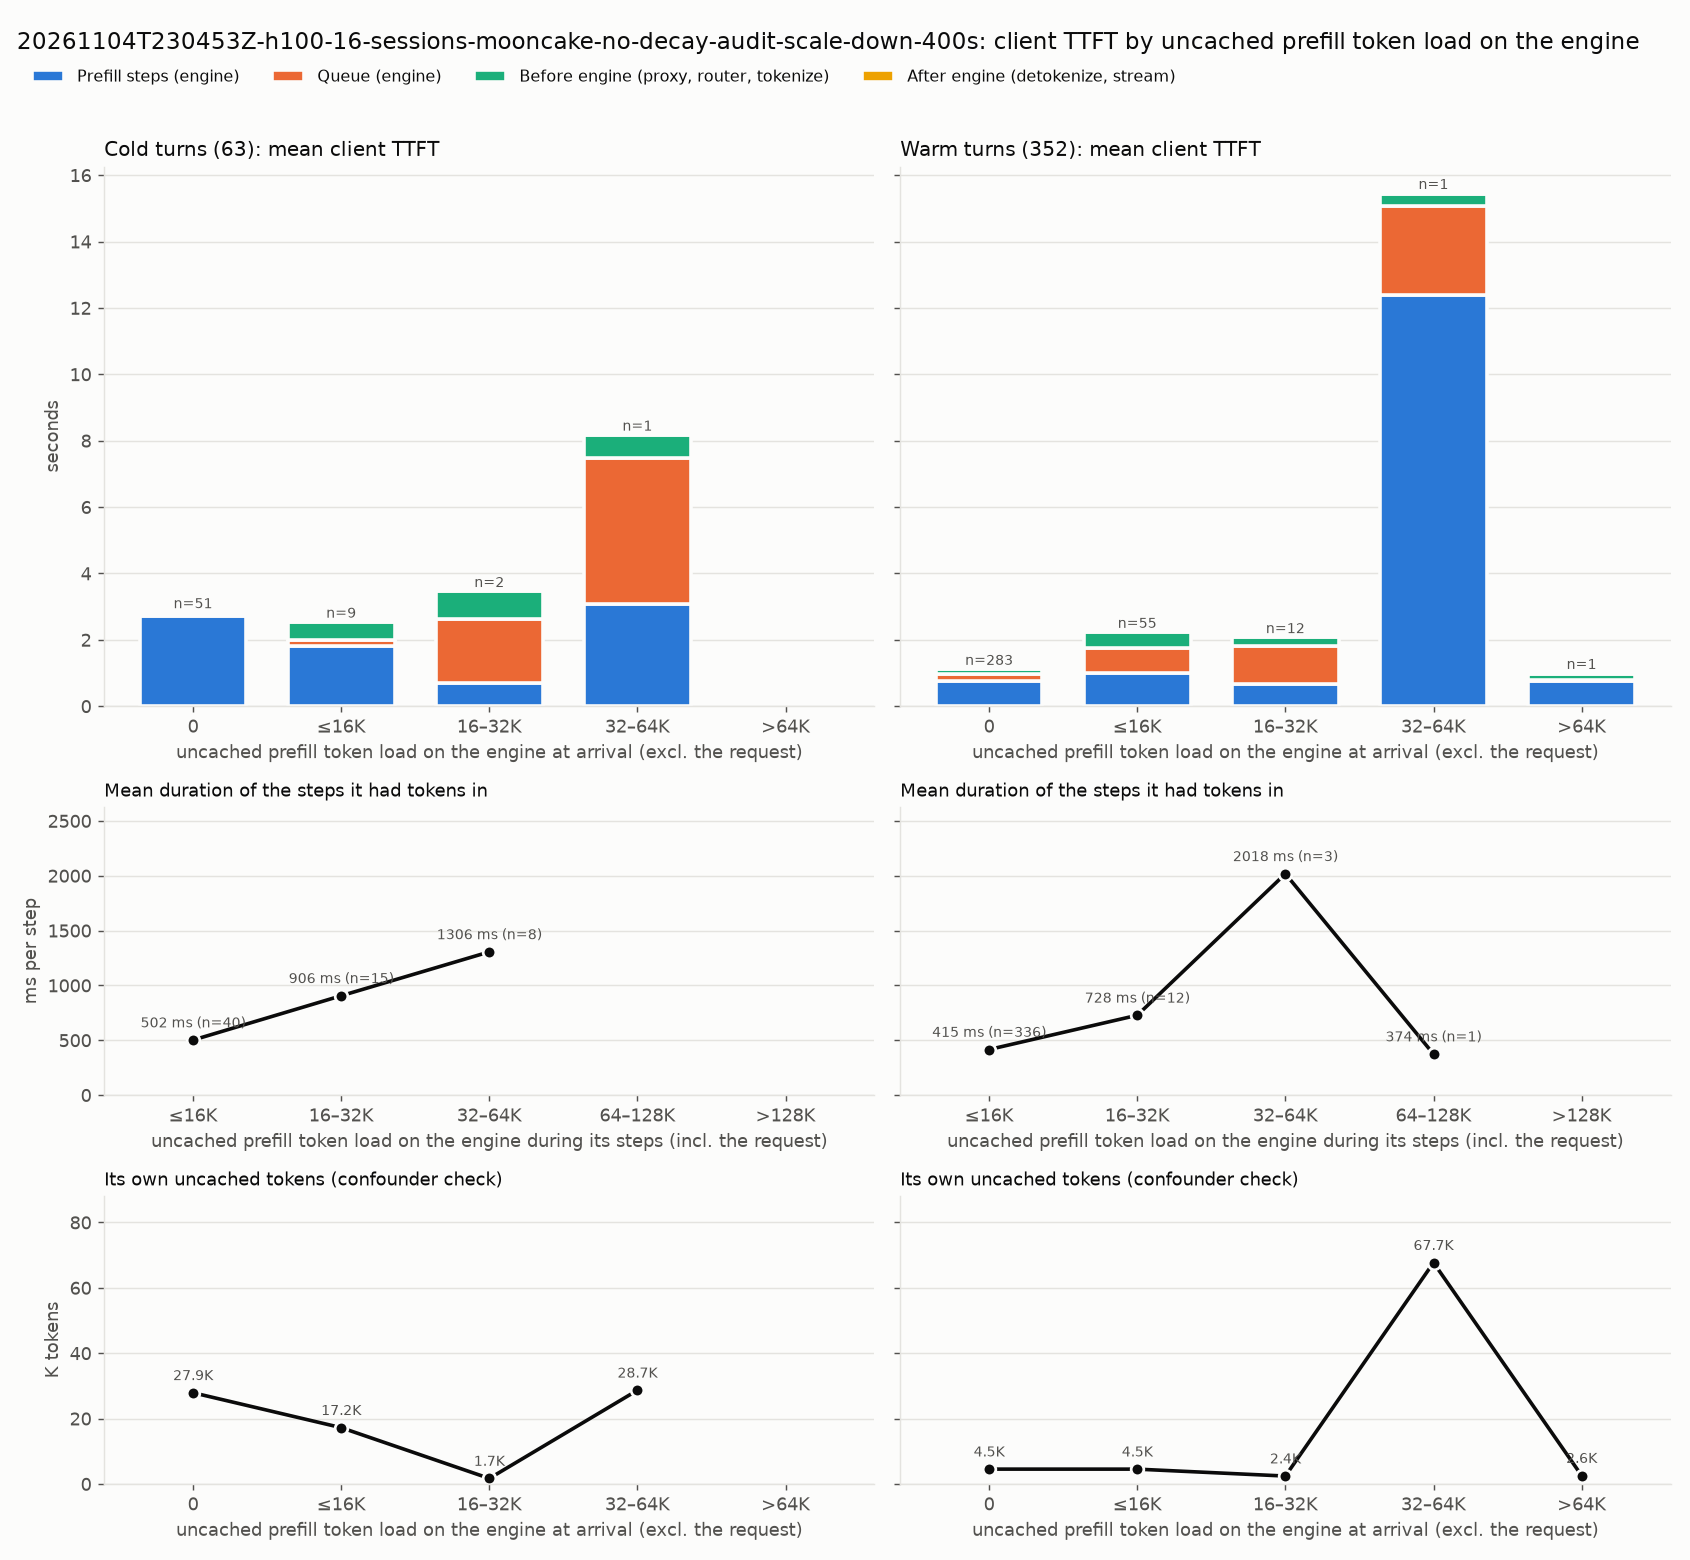 20261104T230453Z-h100-16-sessions-mooncake-no-decay-audit-scale-down-400s: client TTFT by uncached prefill token load on the engine
Prefill steps (engine) Queue (engine) Before engine (proxy, router, tokenize) After engine (detokenize, stream)
Cold turns (63): mean client TTFT
16
14
12
10
8
6
4
2
0
seconds
n=51
n=9
n=2
n=1
0 ≤16K 16–32K 32–64K >64K
uncached prefill token load on the engine at arrival (excl. the request)
Warm turns (352): mean client TTFT
n=283
n=55
n=12
n=1
n=1
0 ≤16K 16–32K 32–64K >64K
uncached prefill token load on the engine at arrival (excl. the request)
Mean duration of the steps it had tokens in
2500
2000
1500
1000
500
0
ms per step
502 ms (n=40)
906 ms (n=15)
1306 ms (n=8)
≤16K 16–32K 32–64K 64–128K >128K
uncached prefill token load on the engine during its steps (incl. the request)
Mean duration of the steps it had tokens in
415 ms (n=336)
728 ms (n=12)
2018 ms (n=3)
374 ms (n=1)
≤16K 16–32K 32–64K 64–128K >128K
uncached prefill token load on the engine during its steps (incl. the request)
Its own uncached tokens (confounder check)
80
60
40
20
0
K tokens
27.9K
17.2K
1.7K
28.7K
0 ≤16K 16–32K 32–64K >64K
uncached prefill token load on the engine at arrival (excl. the request)
Its own uncached tokens (confounder check)
4.5K
4.5K
2.4K
67.7K
2.6K
0 ≤16K 16–32K 32–64K >64K
uncached prefill token load on the engine at arrival (excl. the request)